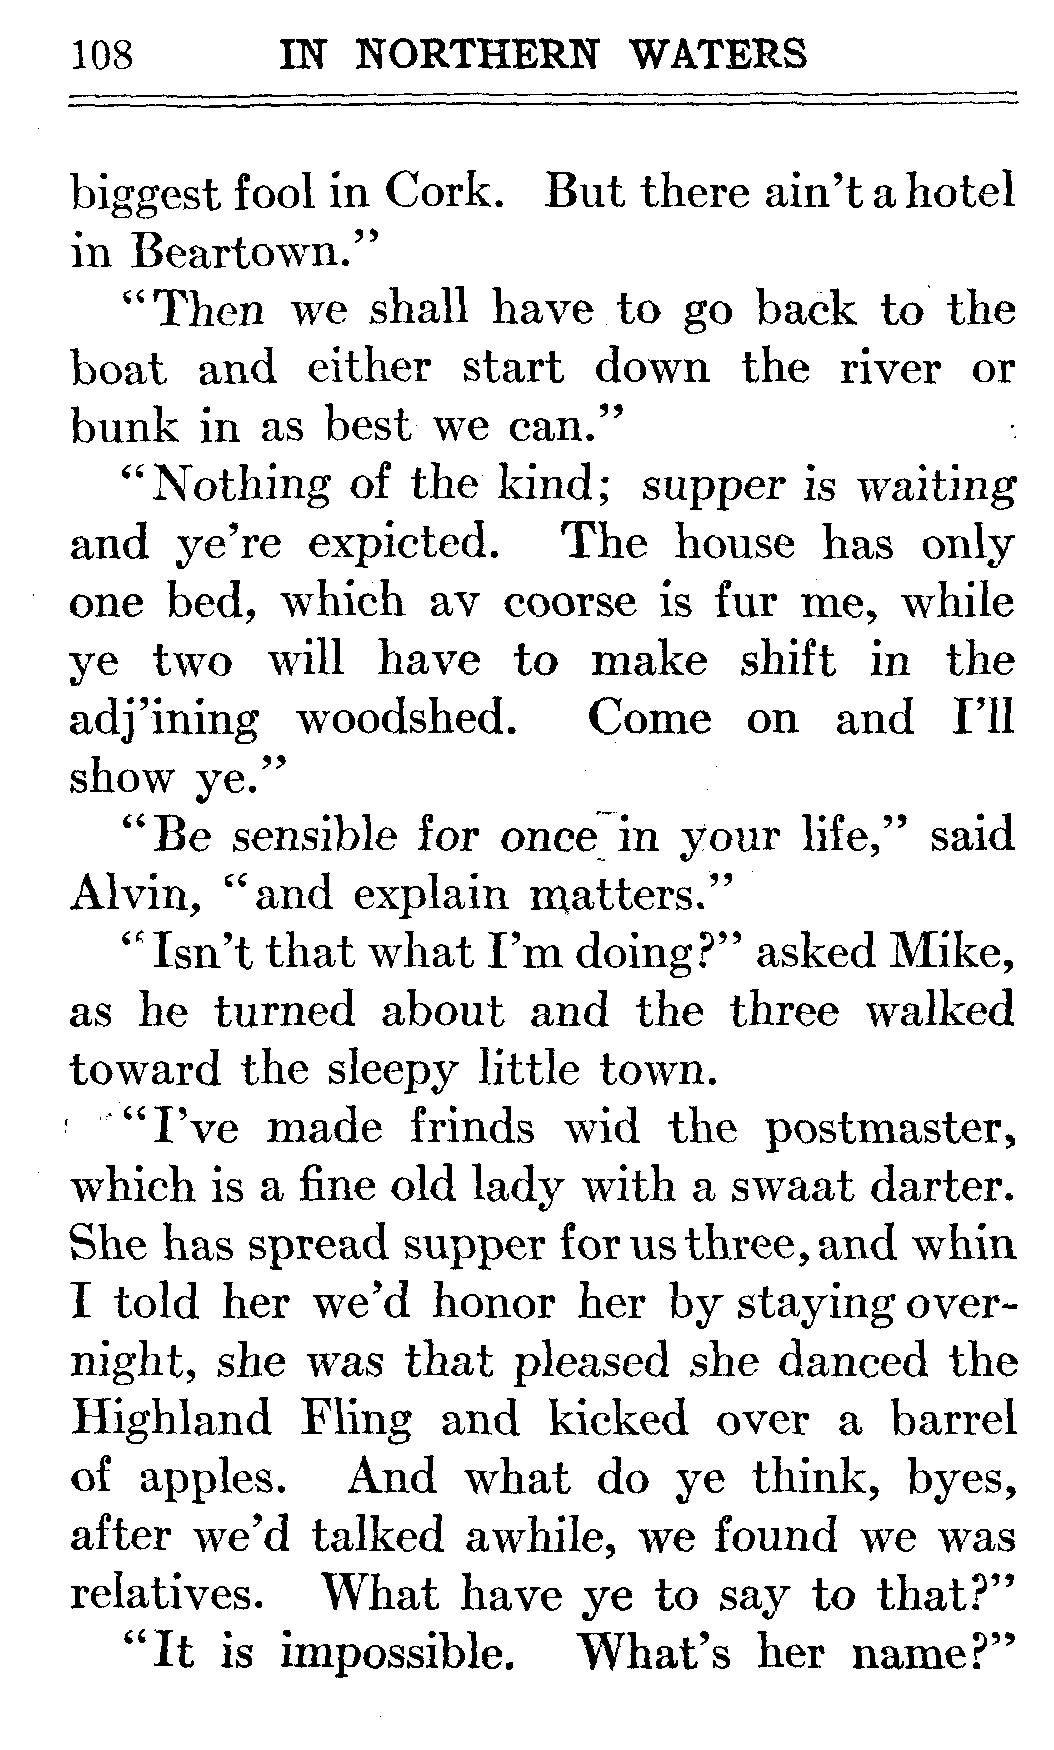 108 IN NORTHERN WATERS
biggest fool in Cork. But there ain't a hotel
in Beartown."
"Then we shall have to go back to the
boat and either start down the river or
bunk in as best we can."
"Nothing of the kind; supper is waiting
and ye're expicted. The house has only
one bed, which av coorse is fur me, while
ye two will have to make shift in the
adj'ining woodshed. Come on and I'll
show ye."
"Be sensible for once in your life," said
Alvin, "and explain matters."
"Isn't that what I'm doing?" asked Mike,
as he turned about and the three walked
toward the sleepy little town.
"I've made frinds wid the postmaster,
which is a fine old lady with a swaat darter.
She has spread supper for us three, and whin
I told her we'd honor her by staying over-
night, she was that pleased she danced the
Highland Fling and kicked over a barrel
of apples. And what do ye think, byes,
after we'd talked awhile, we found we was
relatives. What have ye to say to that?"
"It is impossible. What's her name?"